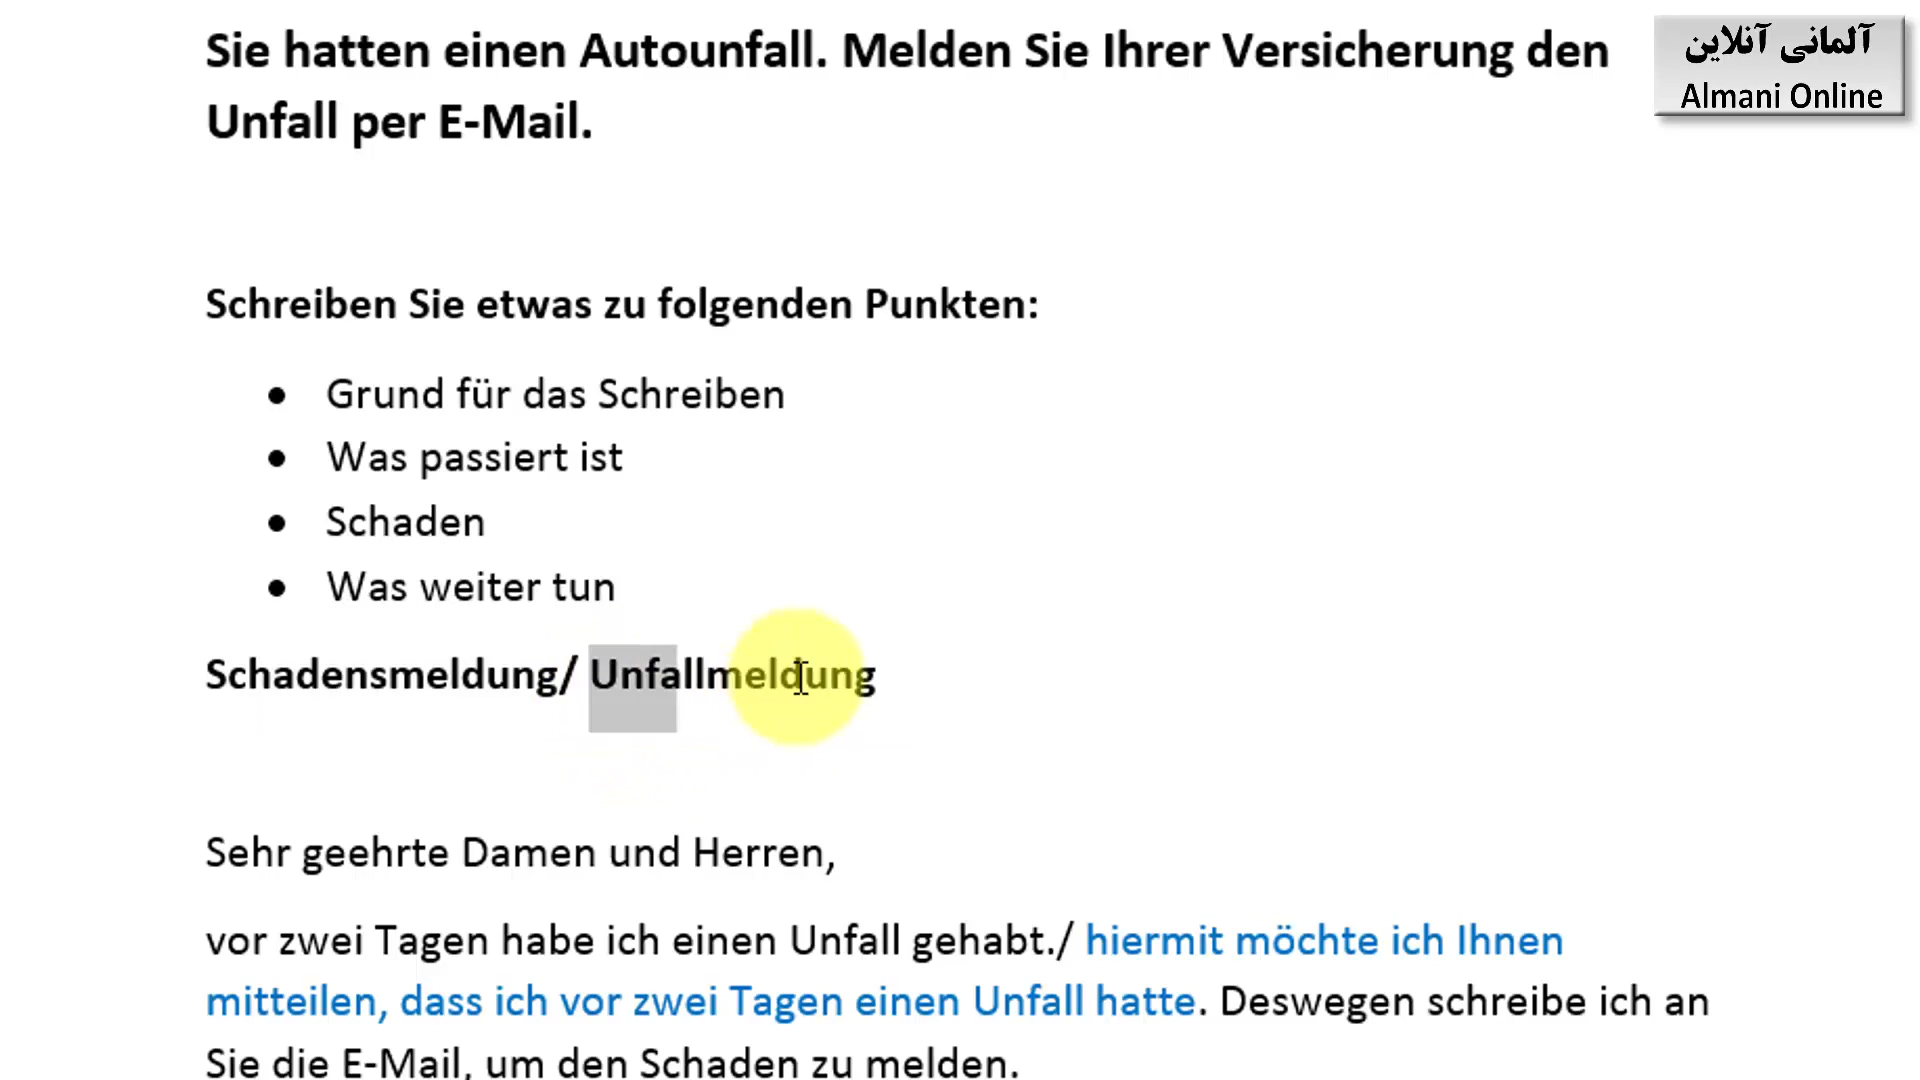 Sie hatten einen Autounfall. Melden Sie Ihrer Versicherung den
Unfall per E-Mail.
آلمانی آنلاین
Almani Online
Schreiben Sie etwas zu folgenden Punkten:
• Grund für das Schreiben
• Was passiert ist
• Schaden
• Was weiter tun
Schadensmeldung/ Unfallmeldung
Sehr geehrte Damen und Herren,
vor zwei Tagen habe ich einen Unfall gehabt./ hiermit möchte ich Ihnen
mitteilen, dass ich vor zwei Tagen einen Unfall hatte. Deswegen schreibe ich an
Sie die E-Mail, um den Schaden zu melden.